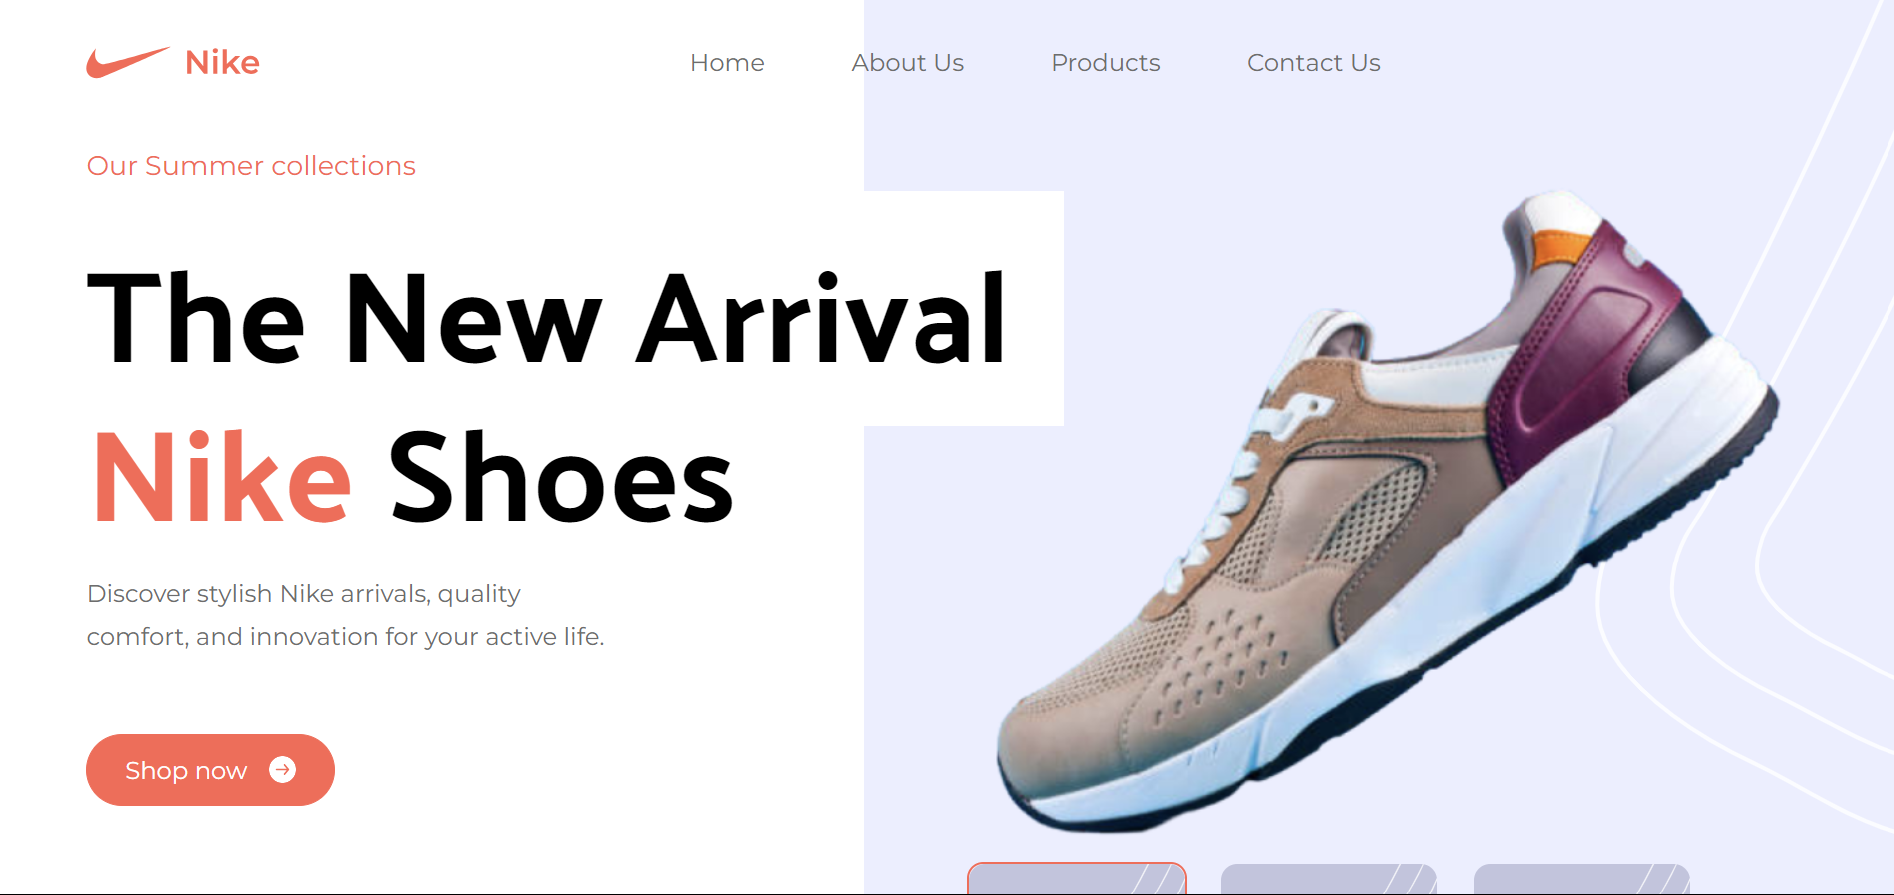 Nike
Home About Us Products Contact Us
Our Summer collections
The New Arrival
Nike Shoes
Discover stylish Nike arrivals, quality
comfort, and innovation for your active life.
Shop now